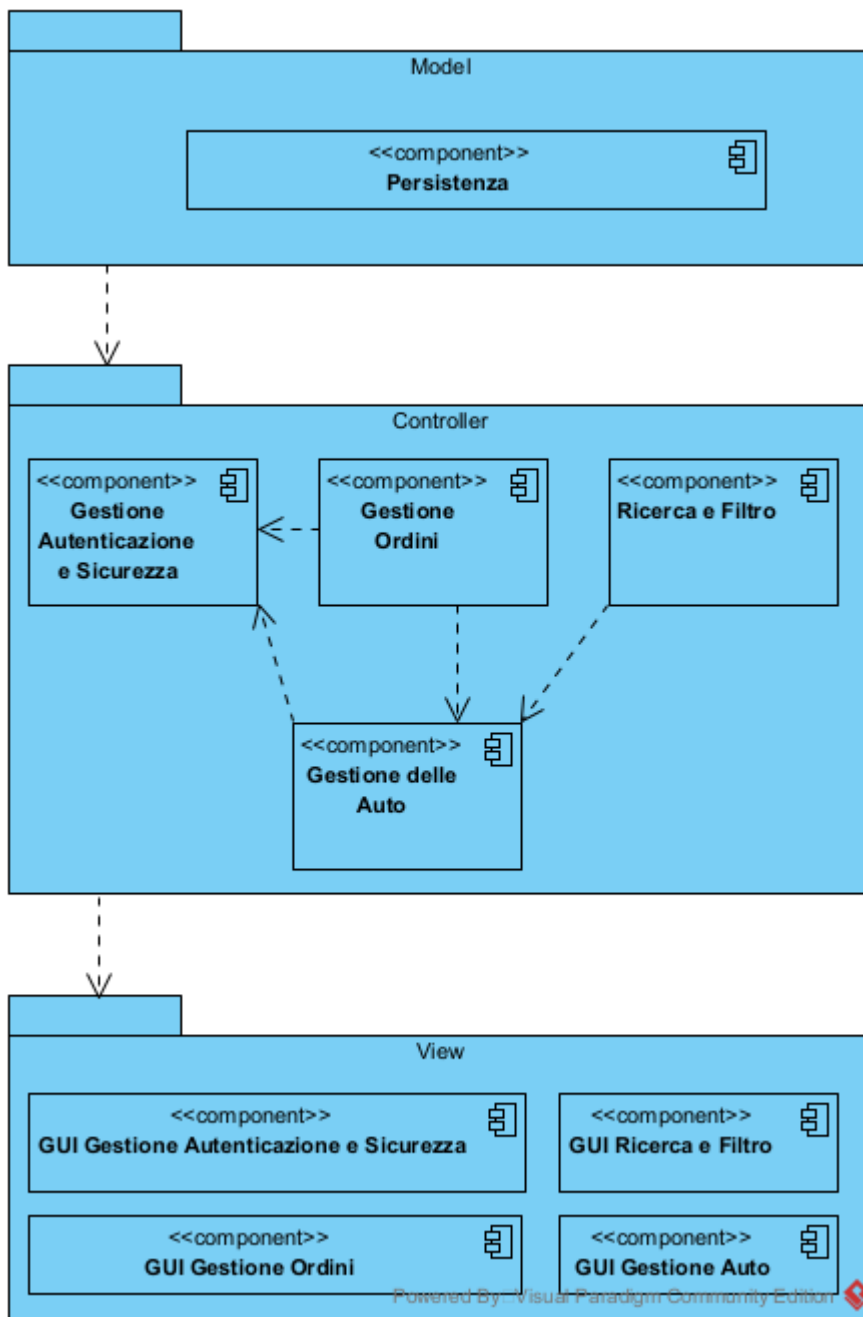 Model
<<component>>
Persistenza
Controller
<<component>>
Gestione
Autenticazione
e Sicurezza
<<component>>
Gestione
Ordini
<<component>>
Ricerca e Filtro
<<component>>
Gestione delle
Auto
View
<<component>>
GUI Gestione Autenticazione e Sicurezza
<<component>>
GUI Ricerca e Filtro
<<component>>
GUI Gestione Ordini
<<component>>
GUI Gestione Auto
Powered By: Visual Paradigm Community Edition